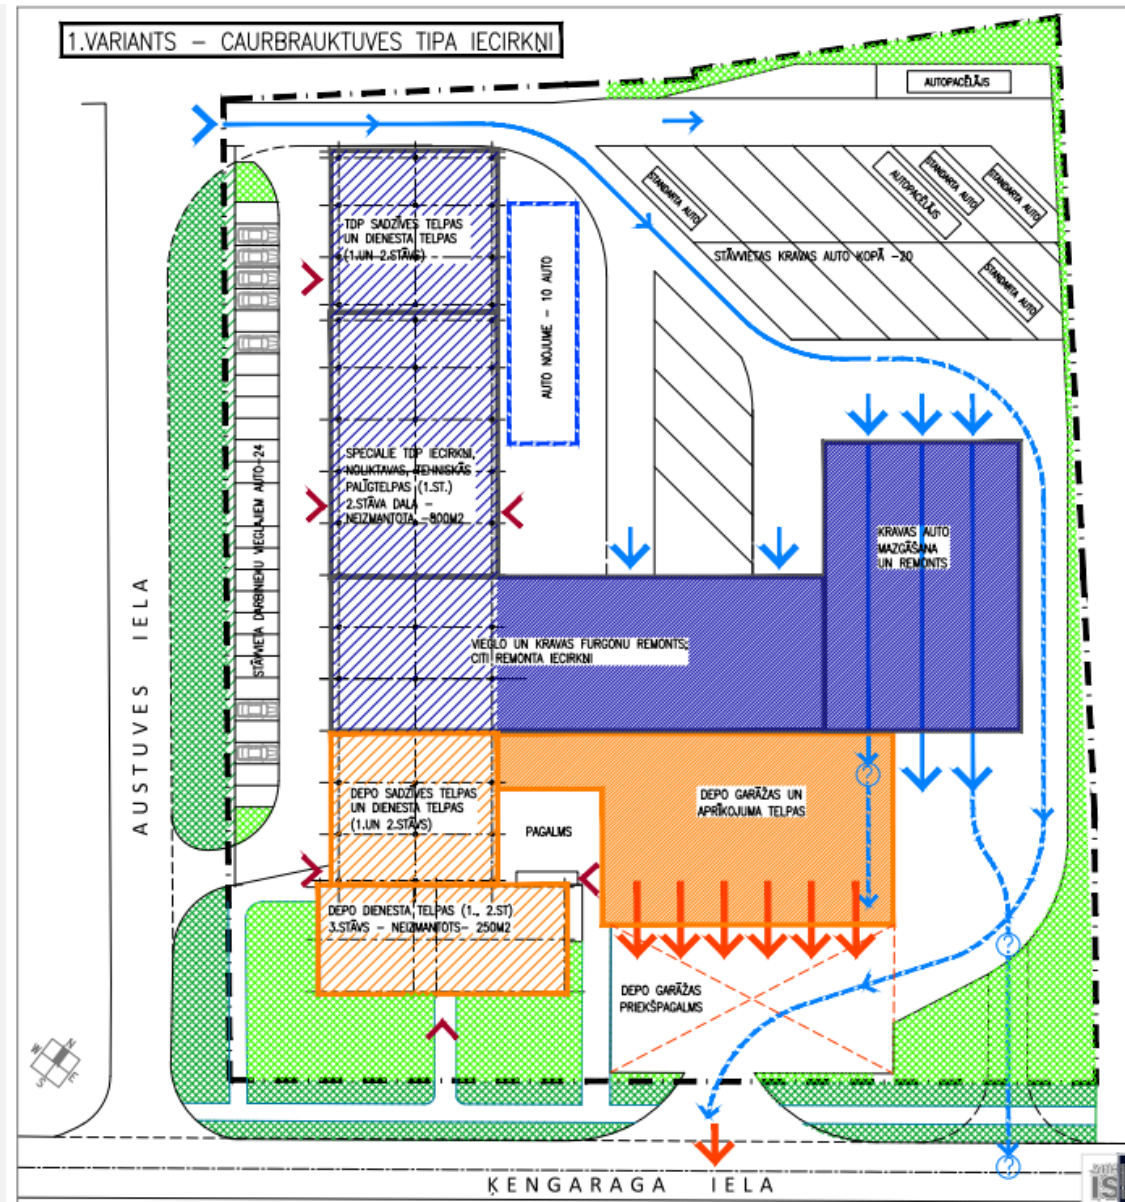 1.VARIANTS – CAURBRAUKTUVES TIPA IECIRKŅI
AUTOPACĒLĀJS
STANDARTA AUTO
AUTOPACĒLĀJS
STANDARTA AUTO
STANDARTA AUTO
STANDARTA AUTO
STĀVVIETAS KRAVAS AUTO KOPĀ -20
TDP SADZĪVES TELPAS
UN DIENESTA TELPAS
(1.UN 2.STĀVS)
AUTO NOJUME - 10 AUTO
SPECIALIE TDP IECIRKŅI,
NOLIKTAVAS, TEHNISKĀS
PALĪGTELPAS (1.ST.)
2.STĀVA DAĻA -
NEIZMANTOTA -800M2
STĀVVIETA DARBINIEKU VIEGLAJIEM AUTO-24
AUSTUVES IELA
KRAVAS AUTO
MAZGĀŠANA
UN REMONTS
VIEGLO UN KRAVAS FURGONU REMONTS;
CITI REMONTA IECIRKŅI
?
DEPO SADZĪVES TELPAS
UN DIENESTA TELPAS
(1.UN 2.STĀVS)
PAGALMS
DEPO GARĀŽAS UN
APRĪKOJUMA TELPAS
DEPO DIENESTA TELPAS (1., 2.ST)
3.STĀVS - NEIZMANTOTS- 250M2
?
DEPO GARĀŽAS
PRIEKŠPAGALMS
N
W
E
S
?
ĶENGARAGA IELA
IS